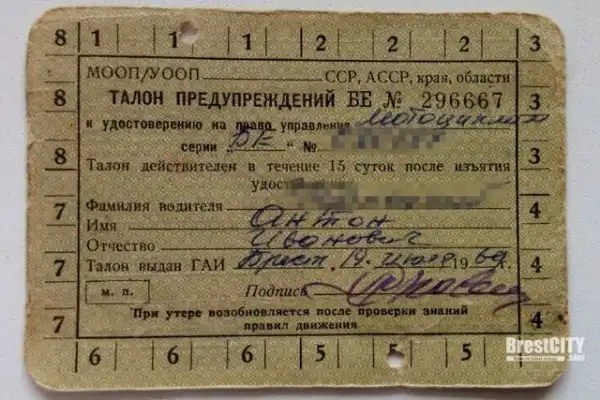 8 1 1 1 2 2 2 3
МООП/УООП ССР, АССР, края, области
8 ТАЛОН ПРЕДУПРЕЖДЕНИЙ БЕ № 296667 3
к удостоверению на право управления мотоциклом
8 серии БЕ " № 3
Талон действителен в течение 15 суток после изъятия
удостоверения
7 Фамилия водителя 4
Имя Антон
Отчество Иванович
7 Талон выдан ГАИ Брест, 19. июля 1969. 4
м. п. Подпись
7 При утере возобновляется после проверки знаний 4
правил движения
6 6 6 5 5 5
BrestCITY
.com